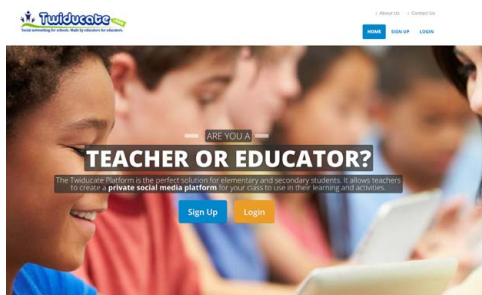 Twiducate .com
Social networking for schools. Made by educators for educators.
| About Us | Contact Us
HOME SIGN UP LOGIN
ARE YOU A
TEACHER OR EDUCATOR?
The Twiducate Platform is the perfect solution for elementary and secondary students. It allows teachers
to create a private social media platform for your class to use in their learning and activities.
Sign Up Login